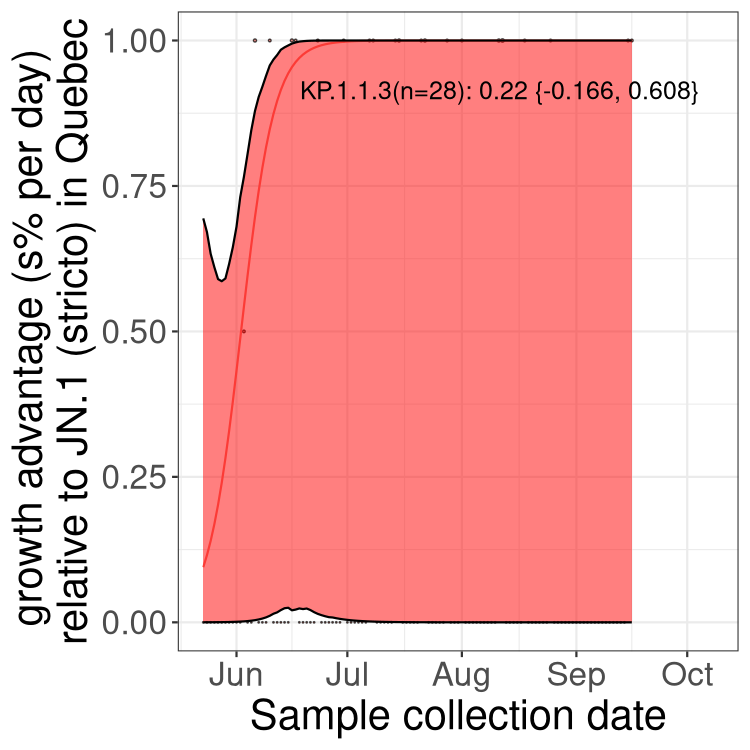 growth advantage (s% per day)
relative to JN.1 (stricto) in Quebec
1.00
0.75
0.50
0.25
0.00
KP.1.1.3(n=28): 0.22 {-0.166, 0.608}
Jun Jul Aug Sep Oct
Sample collection date